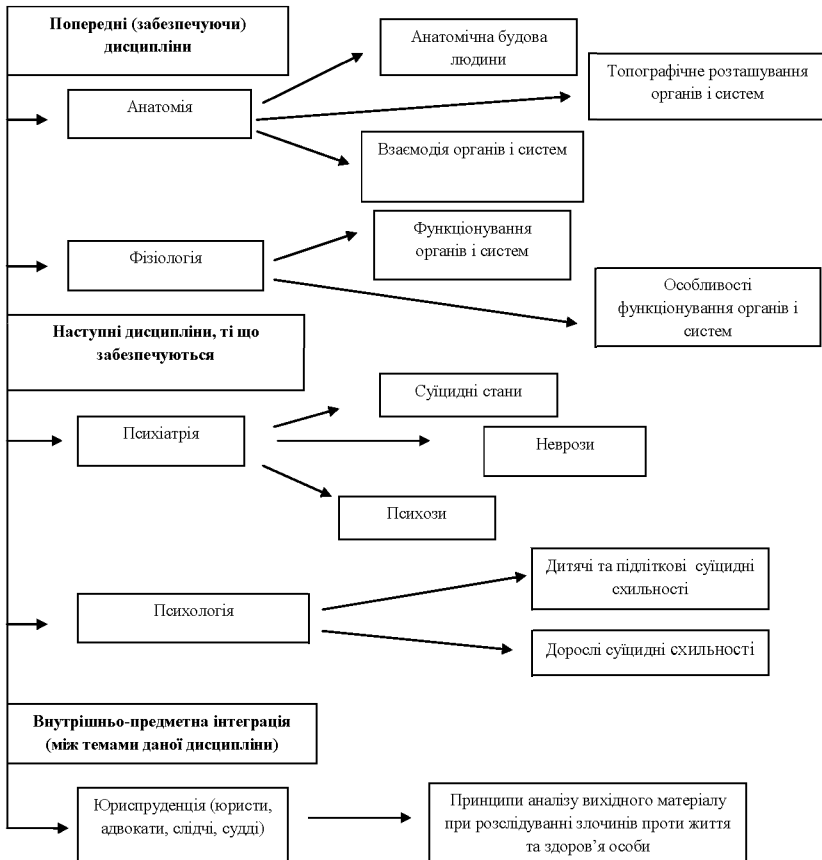 Попередні (забезпечуючи)
дисципліни
Анатомія
Анатомічна будова
людини
Топографічне розташування
органів і систем
Взаємодія органів і систем
Фізіологія
Функціонування
органів і систем
Особливості
функціонування органів і
систем
Наступні дисципліни, ті що
забезпечуються
Психіатрія
Суїцидні стани
Неврози
Психози
Психологія
Дитячі та підліткові суїцидні
схильності
Дорослі суїцидні схильності
Внутрішньо-предметна інтеграція
(між темами даної дисципліни)
Юриспруденція (юристи,
адвокати, слідчі, судді)
Принципи аналізу вихідного матеріалу
при розслідуванні злочинів проти життя
та здоров’я особи